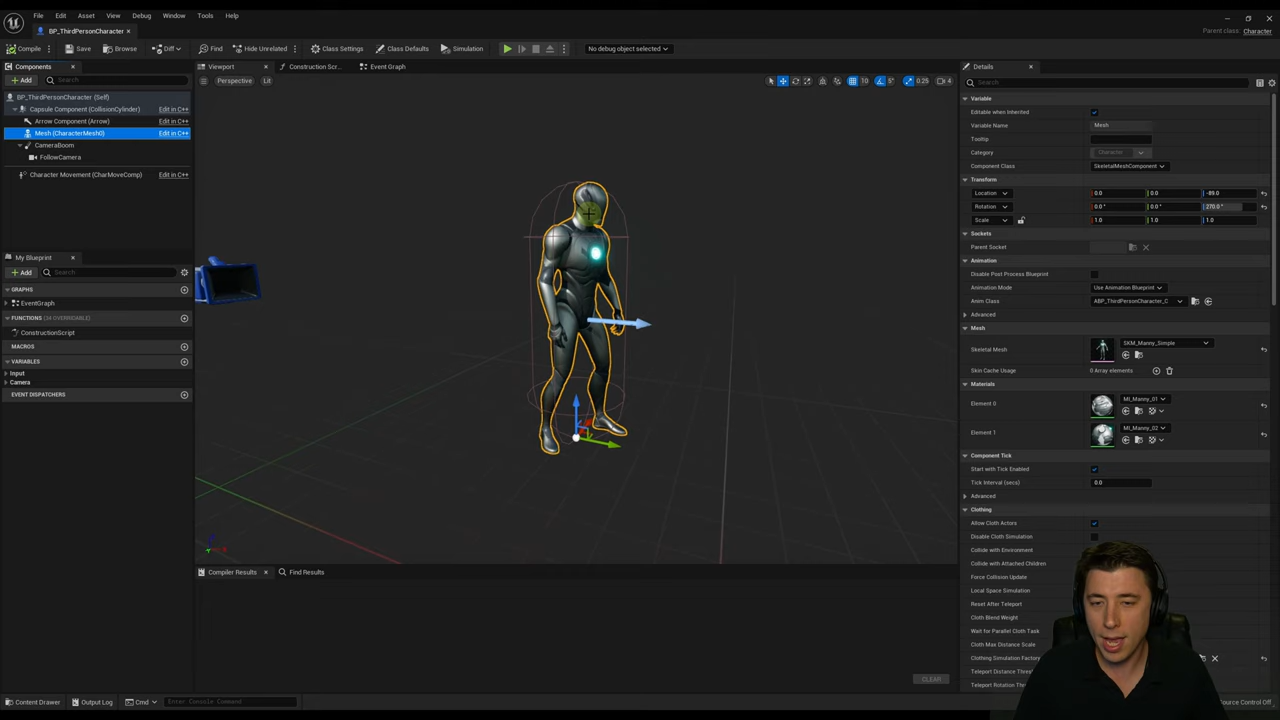 File Edit Asset View Debug Window Tools Help
BP_ThirdPersonCharacter
Parent class: Character
Compile Save Browse Diff Find Hide Unrelated Class Settings Class Defaults Simulation No debug object selected
Components
Add Search
BP_ThirdPersonCharacter (Self)
Capsule Component (CollisionCylinder) Edit in C++
Arrow Component (Arrow) Edit in C++
Mesh (CharacterMesh0) Edit in C++
CameraBoom
FollowCamera
Character Movement (CharMoveComp) Edit in C++
My Blueprint
Add Search
GRAPHS
EventGraph
FUNCTIONS (34 OVERRIDABLE)
ConstructionScript
MACROS
VARIABLES
Input
Camera
EVENT DISPATCHERS
Viewport Construction Scr... Event Graph
Perspective Lit 10 5° 0.25 4
Compiler Results Find Results
CLEAR
Details
Search
Variable
Editable when Inherited
Variable Name Mesh
Tooltip
Category Character
Component Class SkeletalMeshComponent
Transform
Location 0.0 0.0 -89.0
Rotation 0.0 ° 0.0 ° 270.0 °
Scale 1.0 1.0 1.0
Sockets
Parent Socket
Animation
Disable Post Process Blueprint
Animation Mode Use Animation Blueprint
Anim Class ABP_ThirdPersonCharacter_C
Advanced
Mesh
Skeletal Mesh SKM_Manny_Simple
Skin Cache Usage 0 Array elements
Materials
Element 0 MI_Manny_01
Element 1 MI_Manny_02
Component Tick
Start with Tick Enabled
Tick Interval (secs) 0.0
Advanced
Clothing
Allow Cloth Actors
Disable Cloth Simulation
Collide with Environment
Collide with Attached Children
Force Collision Update
Local Space Simulation
Reset After Teleport
Cloth Blend Weight
Wait for Parallel Cloth Task
Cloth Max Distance Scale
Clothing Simulation Factory
Teleport Distance Thres
Teleport Rotation Thr
Content Drawer Output Log Cmd Enter Console Command
Source Control Off